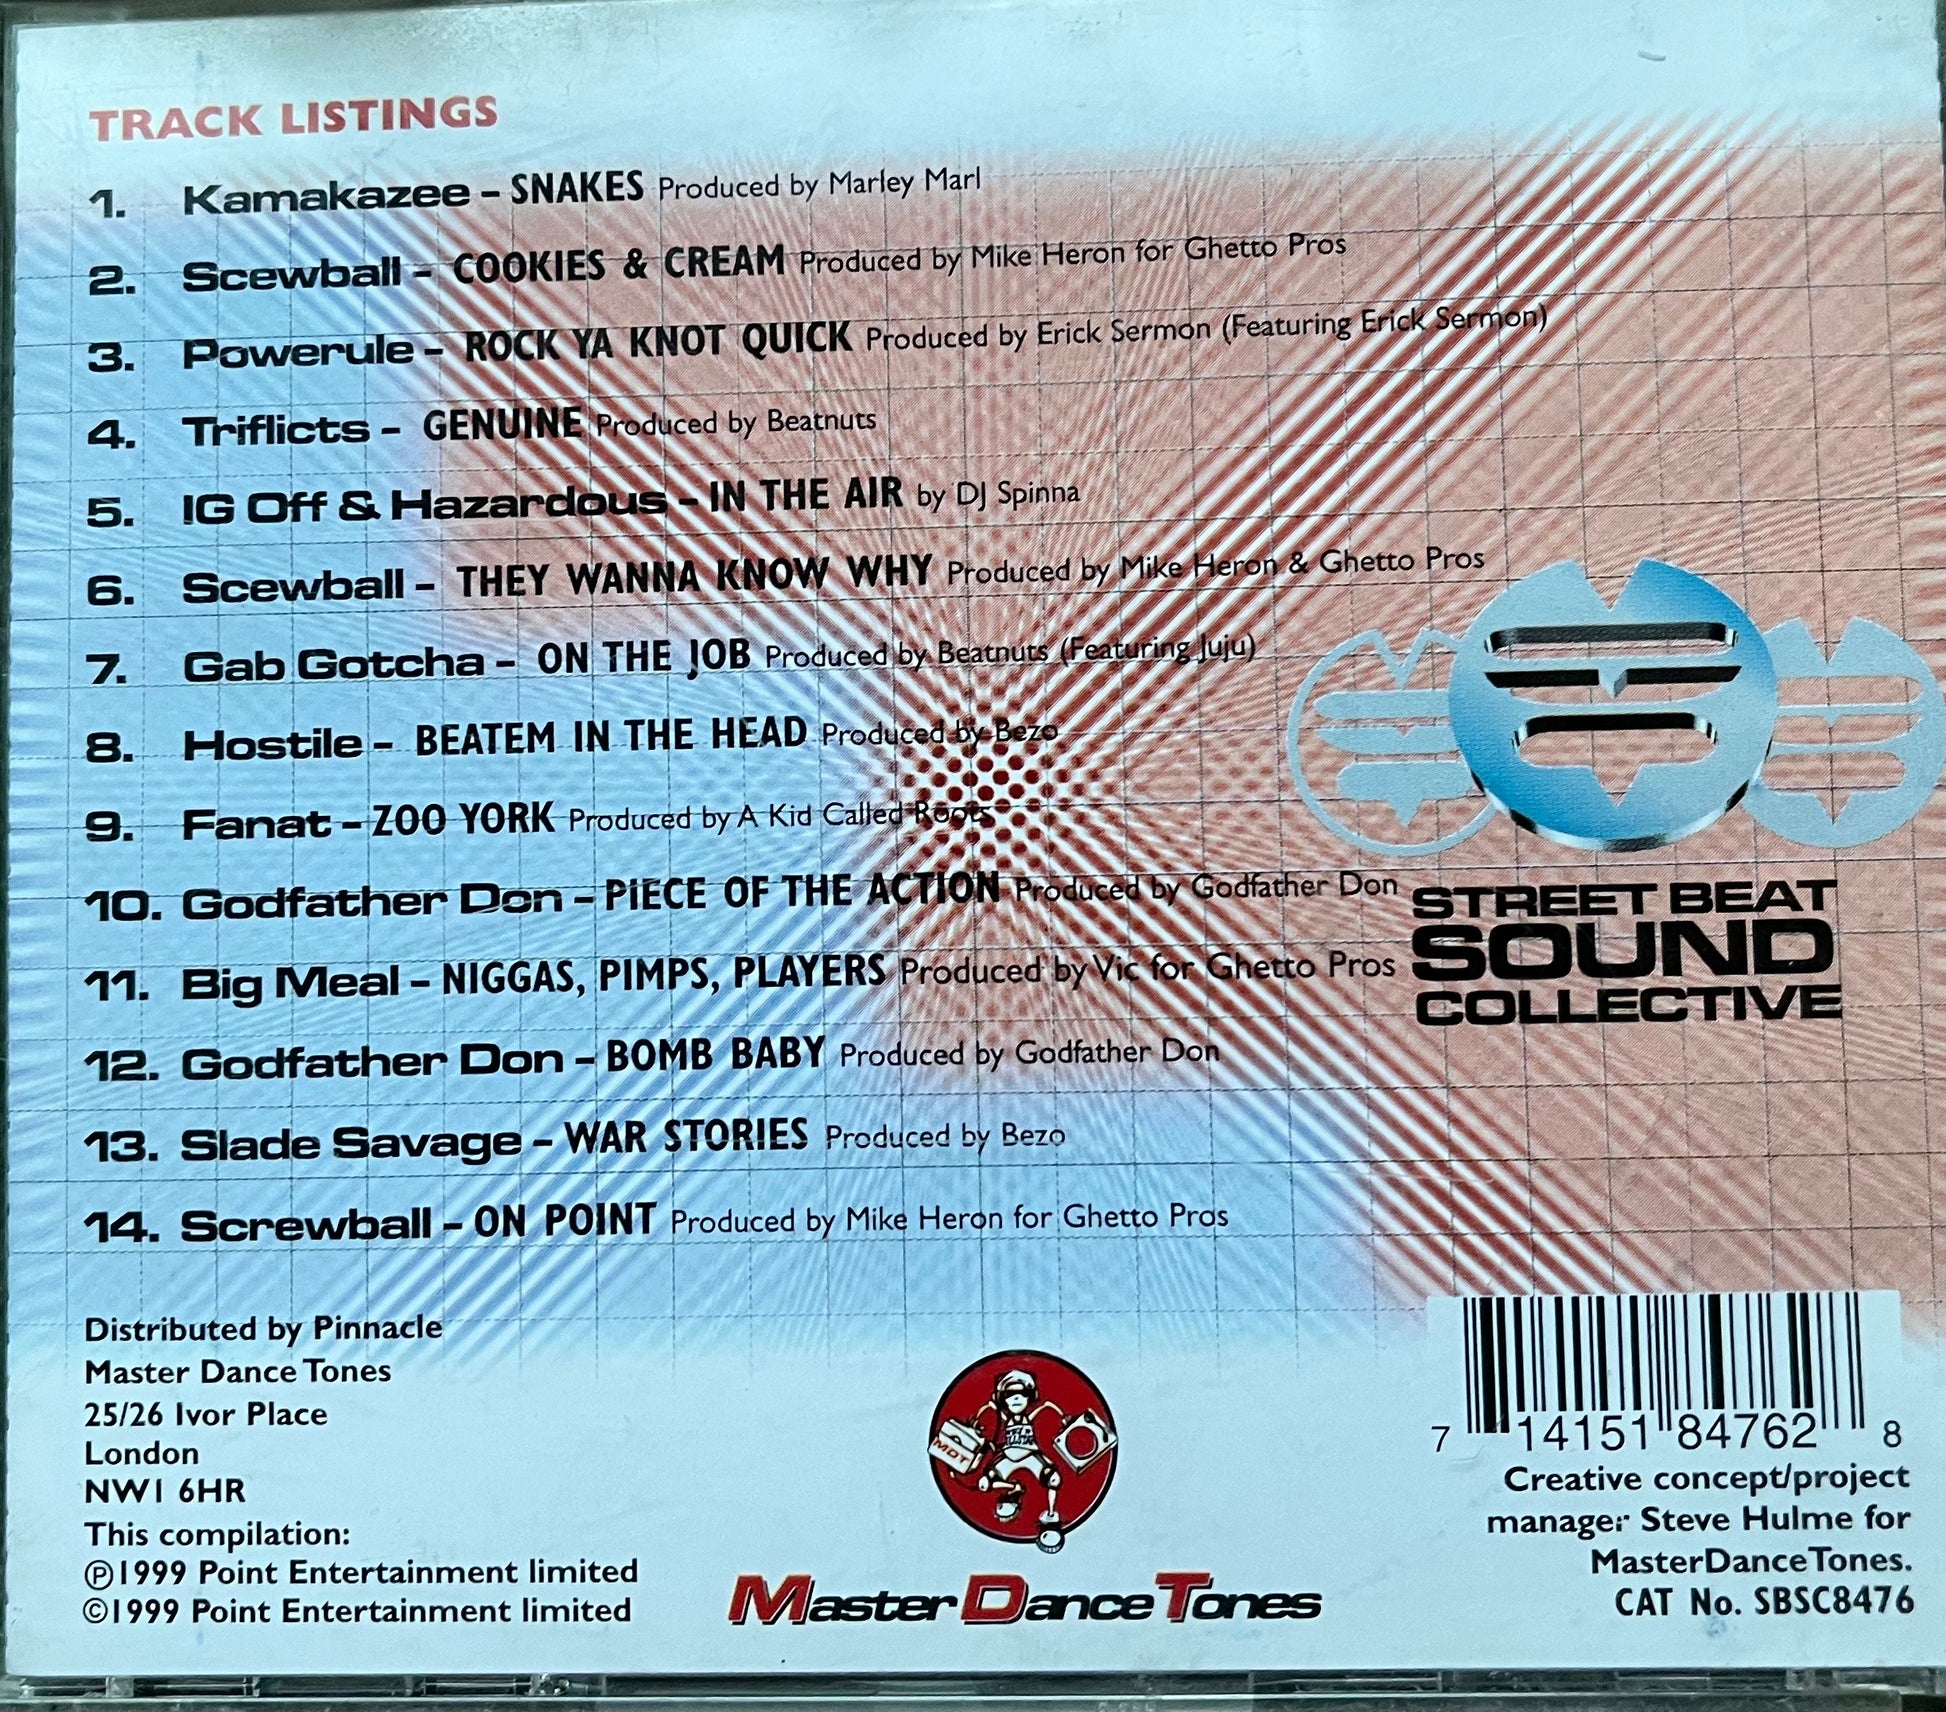 TRACK LISTINGS
1. Kamakazee – SNAKES Produced by Marley Marl
2. Scewball – COOKIES & CREAM Produced by Mike Heron for Ghetto Pros
3. Powerule – ROCK YA KNOT QUICK Produced by Erick Sermon (Featuring Erick Sermon)
4. Triflicts – GENUINE Produced by Beatnuts
5. IG Off & Hazardous – IN THE AIR by DJ Spinna
6. Scewball – THEY WANNA KNOW WHY Produced by Mike Heron & Ghetto Pros
7. Gab Gotcha – ON THE JOB Produced by Beatnuts (Featuring Juju)
8. Hostile – BEATEM IN THE HEAD Produced by Bezo
9. Fanat – ZOO YORK Produced by A Kid Called Roots
10. Godfather Don – PIECE OF THE ACTION Produced by Godfather Don
11. Big Meal – NIGGAS, PIMPS, PLAYERS Produced by Vic for Ghetto Pros
12. Godfather Don – BOMB BABY Produced by Godfather Don
13. Slade Savage – WAR STORIES Produced by Bezo
14. Screwball – ON POINT Produced by Mike Heron for Ghetto Pros
STREET BEAT
SOUND
COLLECTIVE
Distributed by Pinnacle
Master Dance Tones
25/26 Ivor Place
London
NW1 6HR
This compilation:
℗1999 Point Entertainment limited
©1999 Point Entertainment limited
MDT
Master Dance Tones
7 14151 84762 8
Creative concept/project
manager Steve Hulme for
MasterDanceTones.
CAT No. SBSC8476